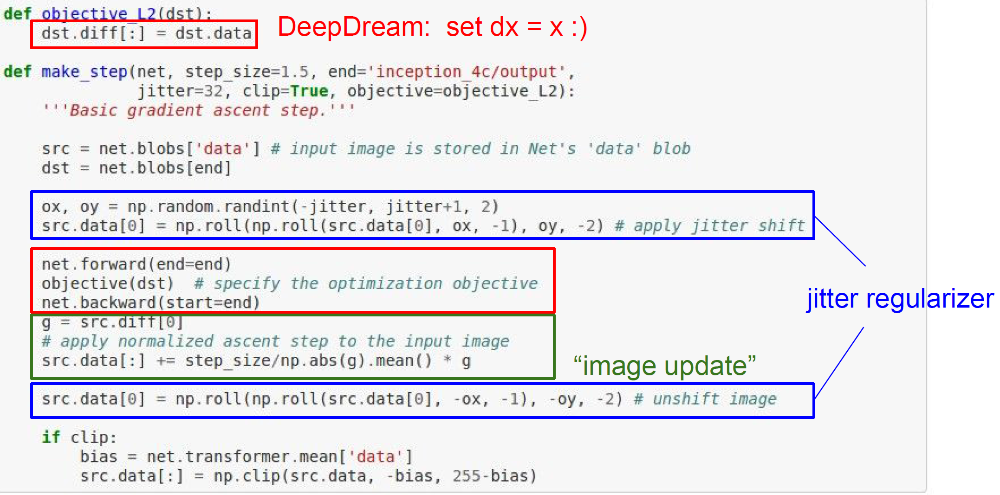 def objective_L2(dst):
    dst.diff[:] = dst.data
DeepDream:  set dx = x :)
def make_step(net, step_size=1.5, end='inception_4c/output',
              jitter=32, clip=True, objective=objective_L2):
    '''Basic gradient ascent step.'''
    src = net.blobs['data'] # input image is stored in Net's 'data' blob
    dst = net.blobs[end]
    ox, oy = np.random.randint(-jitter, jitter+1, 2)
    src.data[0] = np.roll(np.roll(src.data[0], ox, -1), oy, -2) # apply jitter shift
    net.forward(end=end)
    objective(dst)  # specify the optimization objective
    net.backward(start=end)
jitter regularizer
    g = src.diff[0]
    # apply normalized ascent step to the input image
    src.data[:] += step_size/np.abs(g).mean() * g
“image update”
    src.data[0] = np.roll(np.roll(src.data[0], -ox, -1), -oy, -2) # unshift image
    if clip:
        bias = net.transformer.mean['data']
        src.data[:] = np.clip(src.data, -bias, 255-bias)